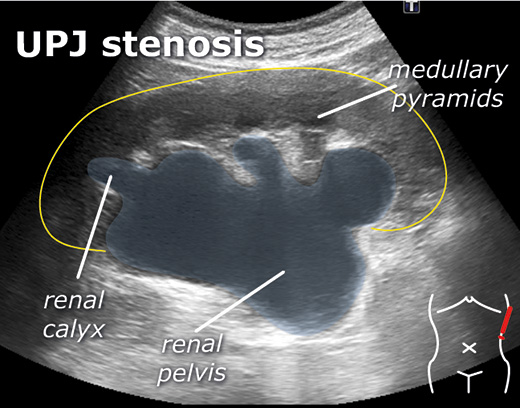 T
UPJ stenosis
medullary
pyramids
renal
calyx
renal
pelvis